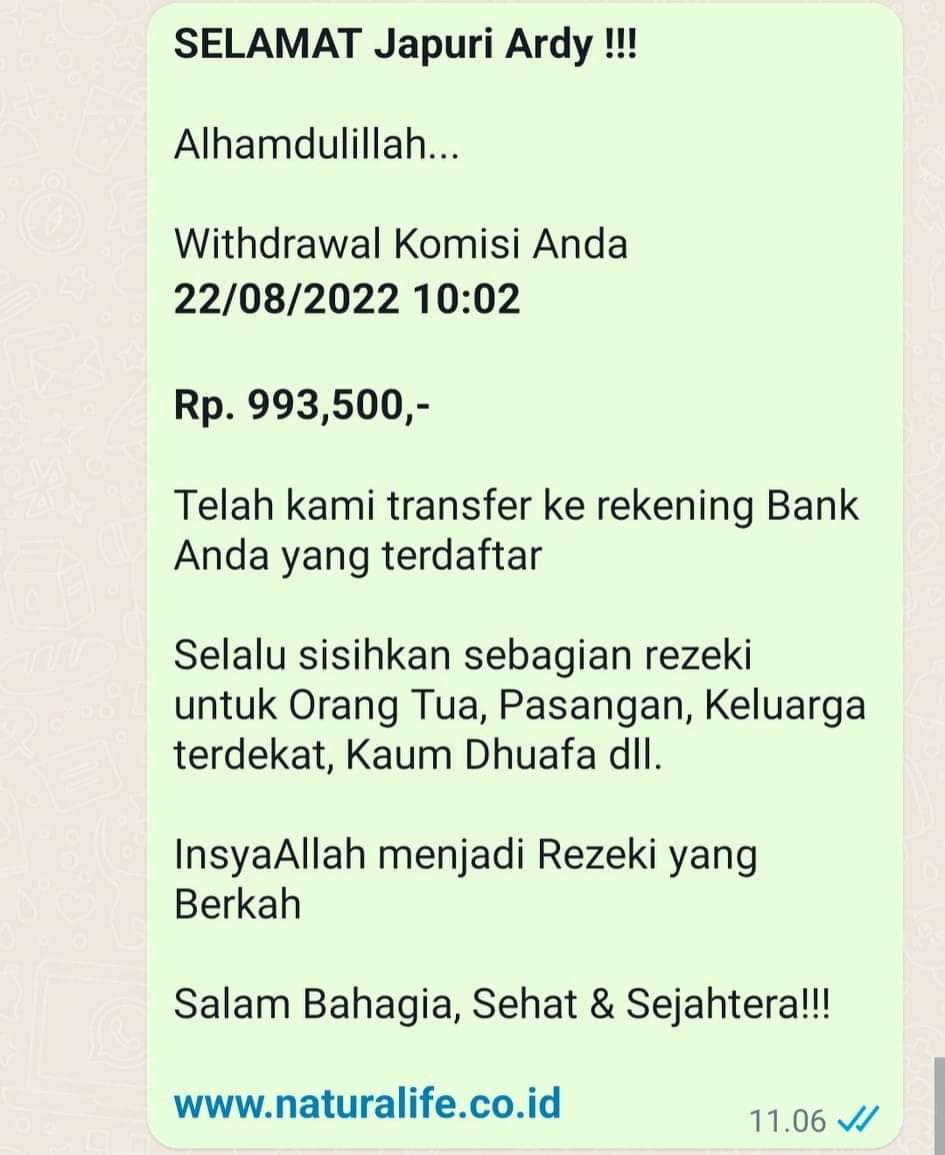 SELAMAT Japuri Ardy !!!
Alhamdulillah...
Withdrawal Komisi Anda
22/08/2022 10:02
Rp. 993,500,-
Telah kami transfer ke rekening Bank
Anda yang terdaftar
Selalu sisihkan sebagian rezeki
untuk Orang Tua, Pasangan, Keluarga
terdekat, Kaum Dhuafa dll.
InsyaAllah menjadi Rezeki yang
Berkah
Salam Bahagia, Sehat & Sejahtera!!!
www.naturalife.co.id
11.06